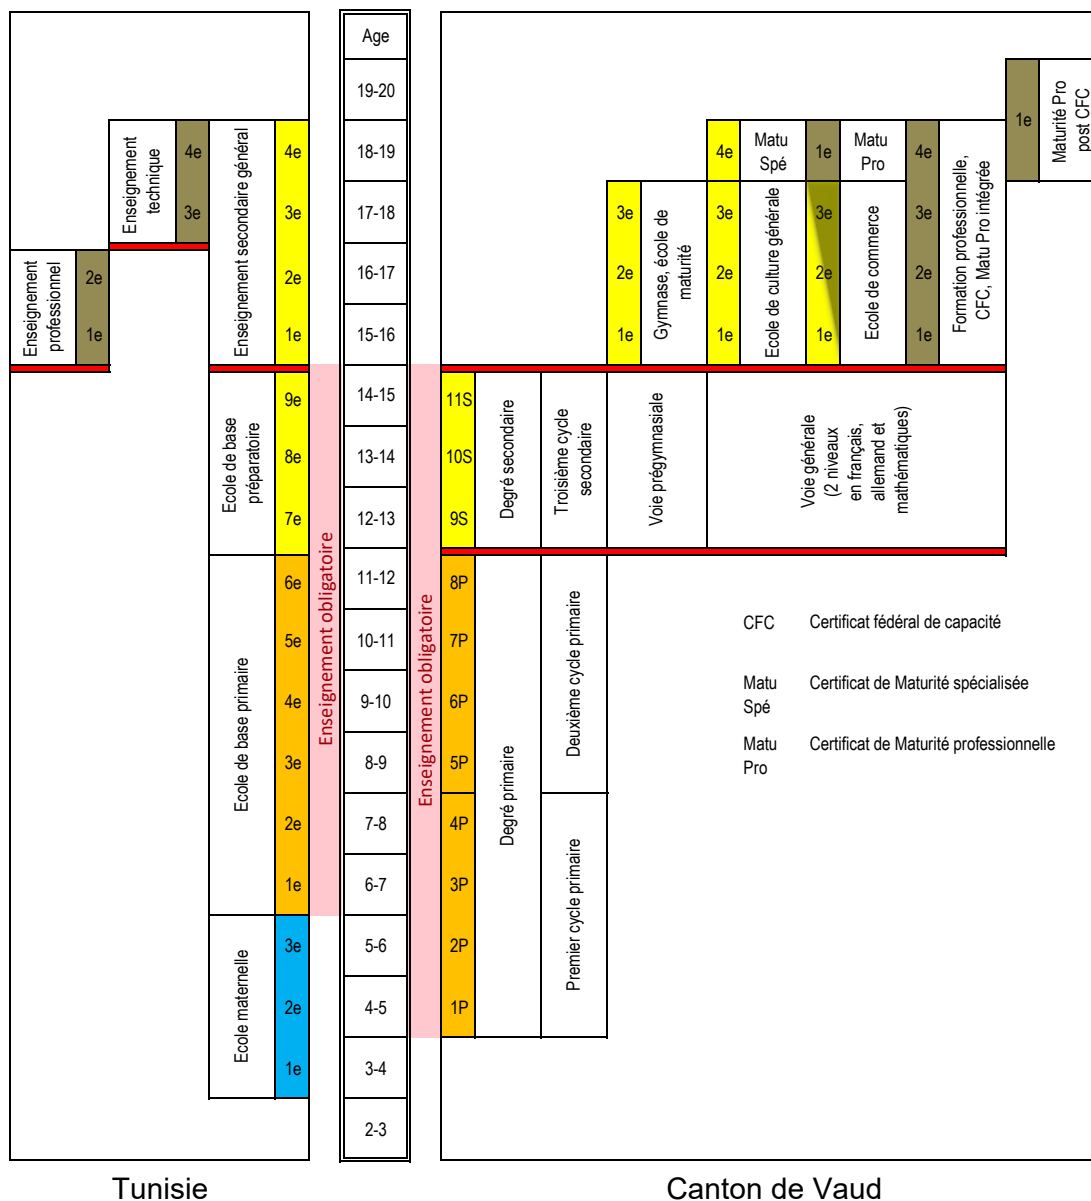 Age
19-20
18-19
17-18
16-17
15-16
14-15
13-14
12-13
11-12
10-11
9-10
8-9
7-8
6-7
5-6
4-5
3-4
2-3
Enseignement
professionnel
2e
1e
Enseignement
technique
4e
3e
Enseignement secondaire général
4e
3e
2e
1e
Ecole de base
préparatoire
9e
8e
7e
Ecole de base primaire
6e
5e
4e
3e
2e
1e
Ecole maternelle
3e
2e
1e
Enseignement obligatoire
Enseignement obligatoire
11S
10S
9S
8P
7P
6P
5P
4P
3P
2P
1P
Degré secondaire
Degré primaire
Troisième cycle
secondaire
Deuxième cycle primaire
Premier cycle primaire
Voie prégymnasiale
Voie générale
(2 niveaux
en français,
allemand et
mathématiques)
3e
2e
1e
Gymnase, école de
maturité
4e
3e
2e
1e
Matu
Spé
Ecole de culture générale
1e
3e
2e
1e
Matu
Pro
Ecole de commerce
4e
3e
2e
1e
Formation professionnelle,
CFC, Matu Pro intégrée
1e
Maturité Pro
post CFC
CFC Certificat fédéral de capacité
Matu Certificat de Maturité spécialisée
Spé
Matu Certificat de Maturité professionnelle
Pro
Tunisie
Canton de Vaud